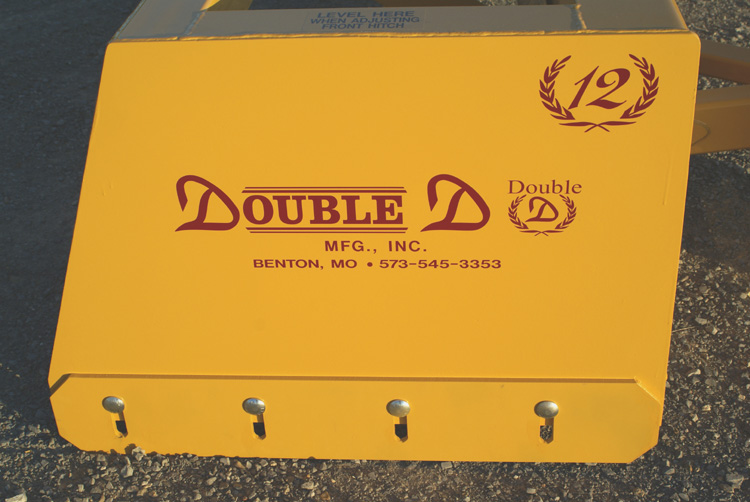 LEVEL HERE
WHEN ADJUSTING
FRONT HITCH
12
DOUBLE D
Double
D
MFG., INC.
BENTON, MO • 573-545-3353